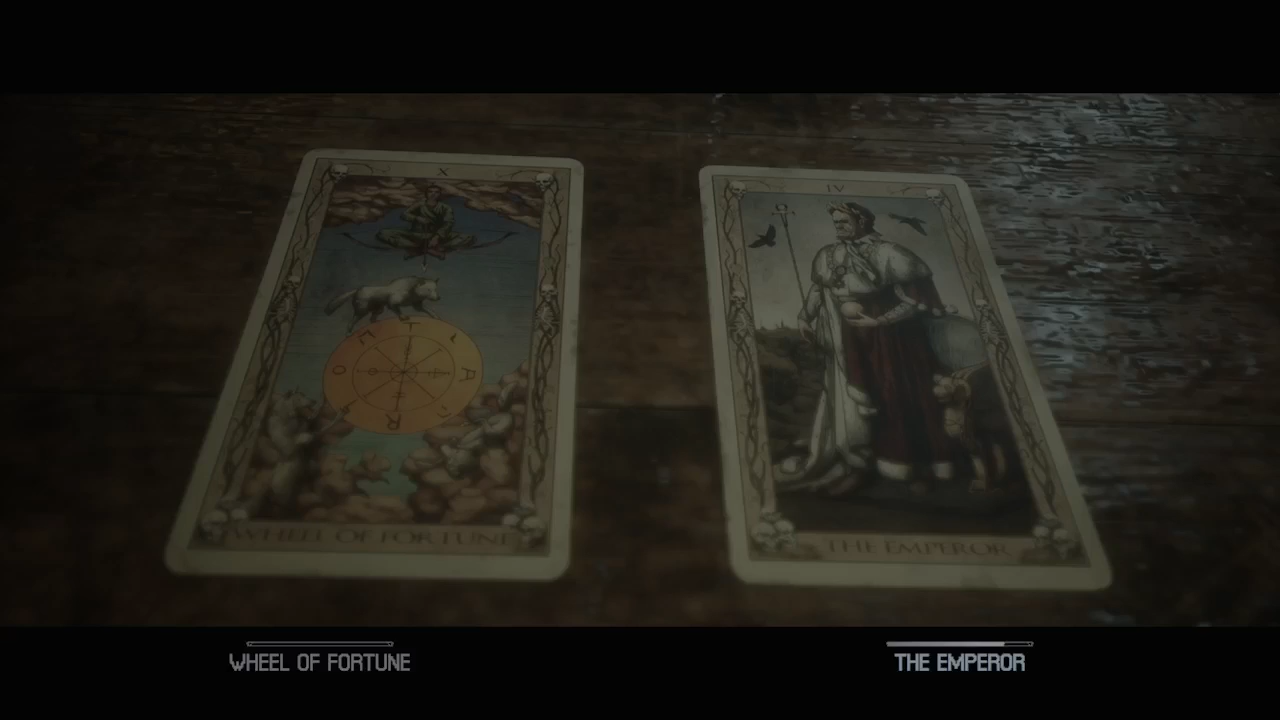 X
IV
WHEEL OF FORTUNE
THE EMPEROR
WHEEL OF FORTUNE
THE EMPEROR